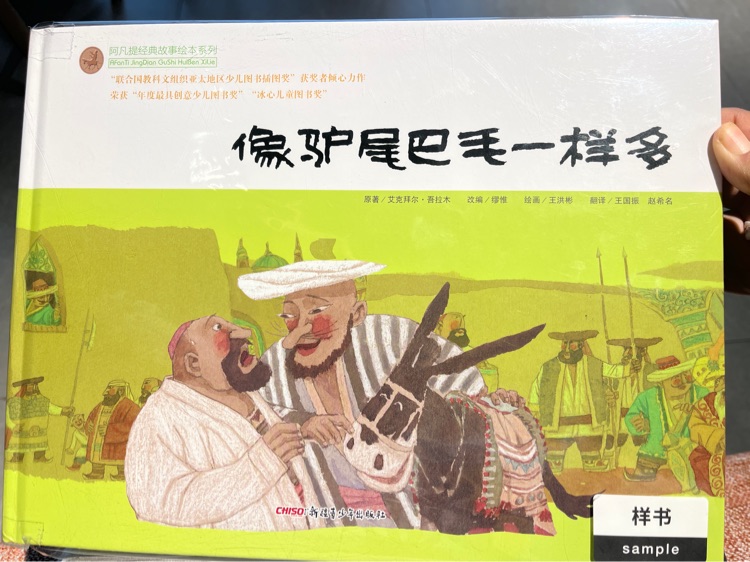 阿凡提经典故事绘本系列
AFanTi JingDian GuShi HuiBen XiLie
“联合国教科文组织亚太地区少儿图书插图奖”获奖者倾心力作
荣获“年度最具创意少儿图书奖”“冰心儿童图书奖”
像驴尾巴毛一样多
原著/艾克拜尔·吾拉木 改编/缪惟 绘画/王洪彬 翻译/王国振 赵希名
CHISO 新疆青少年出版社
样书
sample